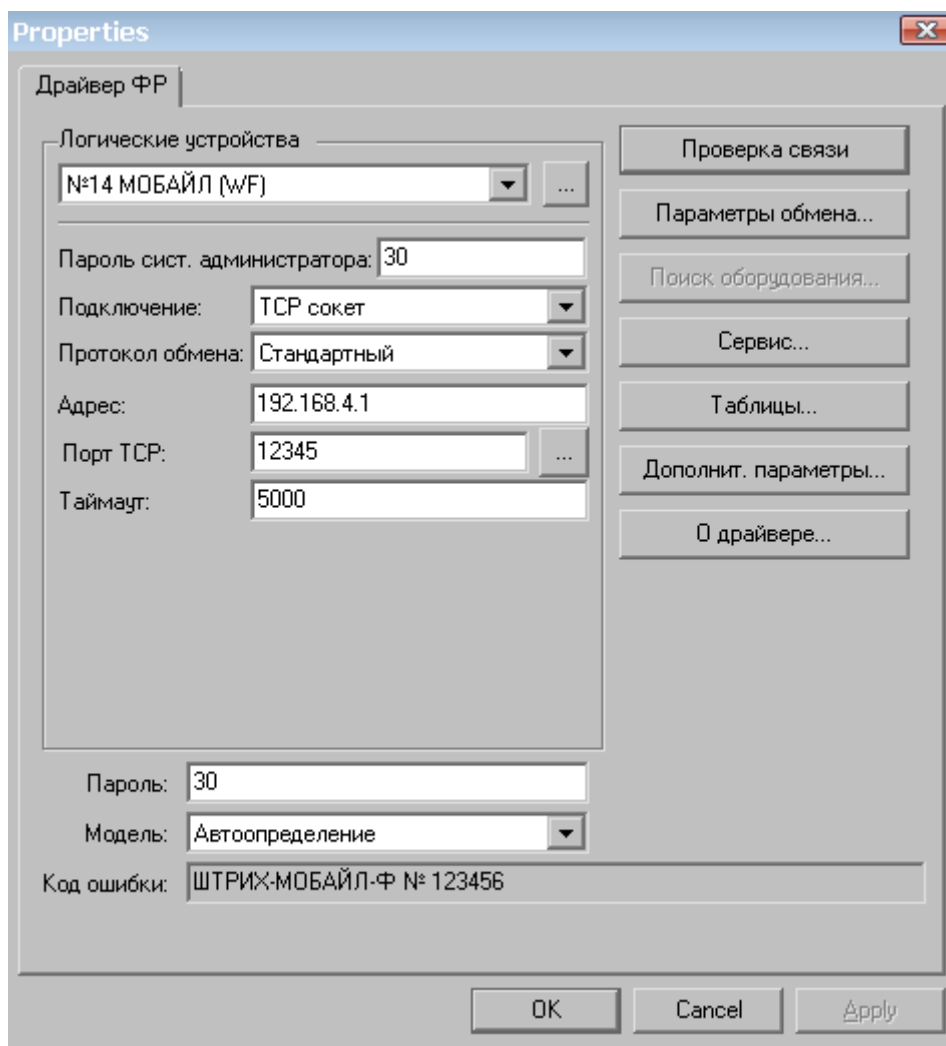 Properties
Драйвер ФР
Логические устройства
№14 МОБАЙЛ (WF)
...
Пароль сист. администратора: 30
Подключение: TCP сокет
Протокол обмена: Стандартный
Адрес: 192.168.4.1
Порт TCP: 12345
...
Таймаут: 5000
Проверка связи
Параметры обмена...
Поиск оборудования...
Сервис...
Таблицы...
Дополнит. параметры...
О драйвере...
Пароль: 30
Модель: Автоопределение
Код ошибки: ШТРИХ-МОБАЙЛ-Ф № 123456
OK
Cancel
Apply